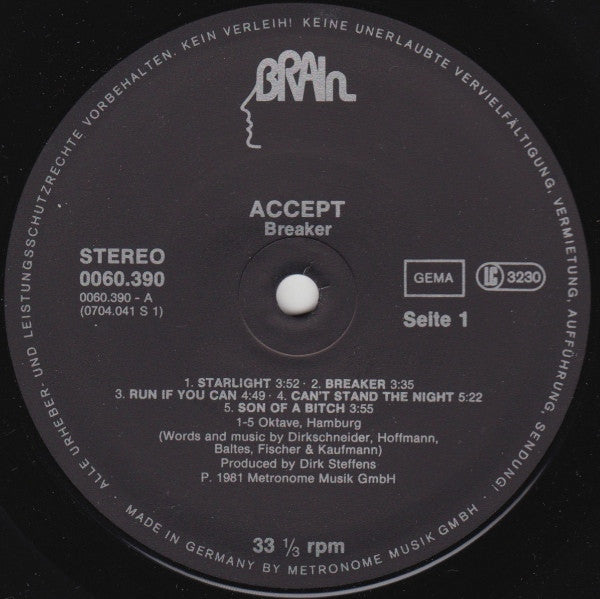 BRAIn
ACCEPT
Breaker
STEREO
0060.390
0060.390 - A
(0704.041 S 1)
GEMA
LC 3230
Seite 1
1. STARLIGHT 3:52 · 2. BREAKER 3:35
3. RUN IF YOU CAN 4:49 · 4. CAN'T STAND THE NIGHT 5:22
5. SON OF A BITCH 3:55
1-5 Oktave, Hamburg
(Words and music by Dirkschneider, Hoffmann,
Baltes, Fischer & Kaufmann)
Produced by Dirk Steffens
P. 1981 Metronome Musik GmbH
33 ⅓ rpm
· ALLE URHEBER- UND LEISTUNGSSCHUTZRECHTE VORBEHALTEN. KEIN VERLEIH! KEINE UNERLAUBTE VERVIELFÄLTIGUNG, VERMIETUNG, AUFFÜHRUNG, SENDUNG! ·
MADE IN GERMANY BY METRONOME MUSIK GMBH